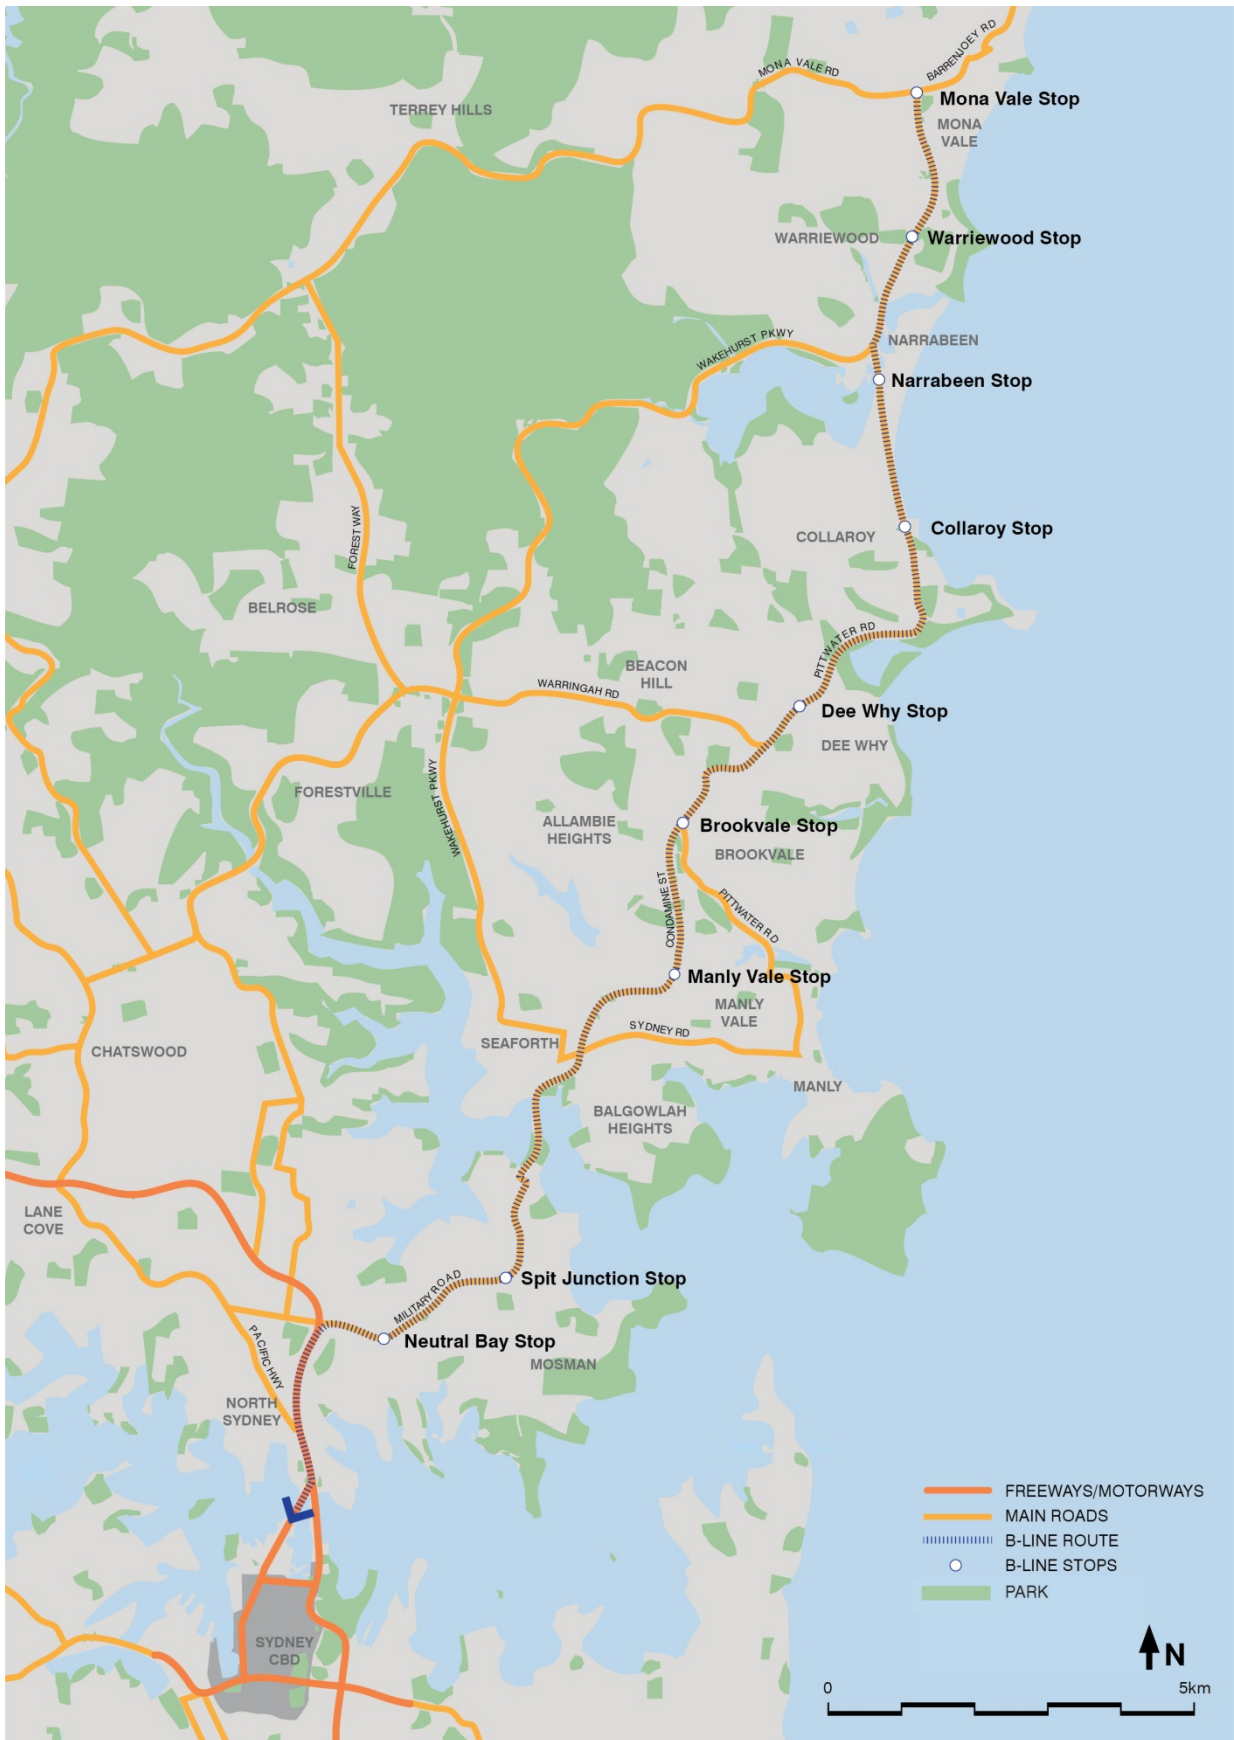 BARRENJOEY RD
MONA VALE RD
Mona Vale Stop
TERREY HILLS
MONA
VALE
WARRIEWOOD
Warriewood Stop
WAKEHURST PKWY
NARRABEEN
Narrabeen Stop
FOREST WAY
COLLAROY
Collaroy Stop
BELROSE
PITTWATER RD
BEACON
HILL
WARRINGAH RD
Dee Why Stop
DEE WHY
FORESTVILLE
WAKEHURST PKWY
ALLAMBIE
HEIGHTS
Brookvale Stop
BROOKVALE
CONDAMINE ST
PITTWATER RD
Manly Vale Stop
MANLY
VALE
SYDNEY RD
SEAFORTH
CHATSWOOD
MANLY
BALGOWLAH
HEIGHTS
LANE
COVE
Spit Junction Stop
MILITARY ROAD
Neutral Bay Stop
MOSMAN
PACIFIC HWY
NORTH
SYDNEY
FREEWAYS/MOTORWAYS
MAIN ROADS
B-LINE ROUTE
B-LINE STOPS
PARK
SYDNEY
CBD
N
0 5km